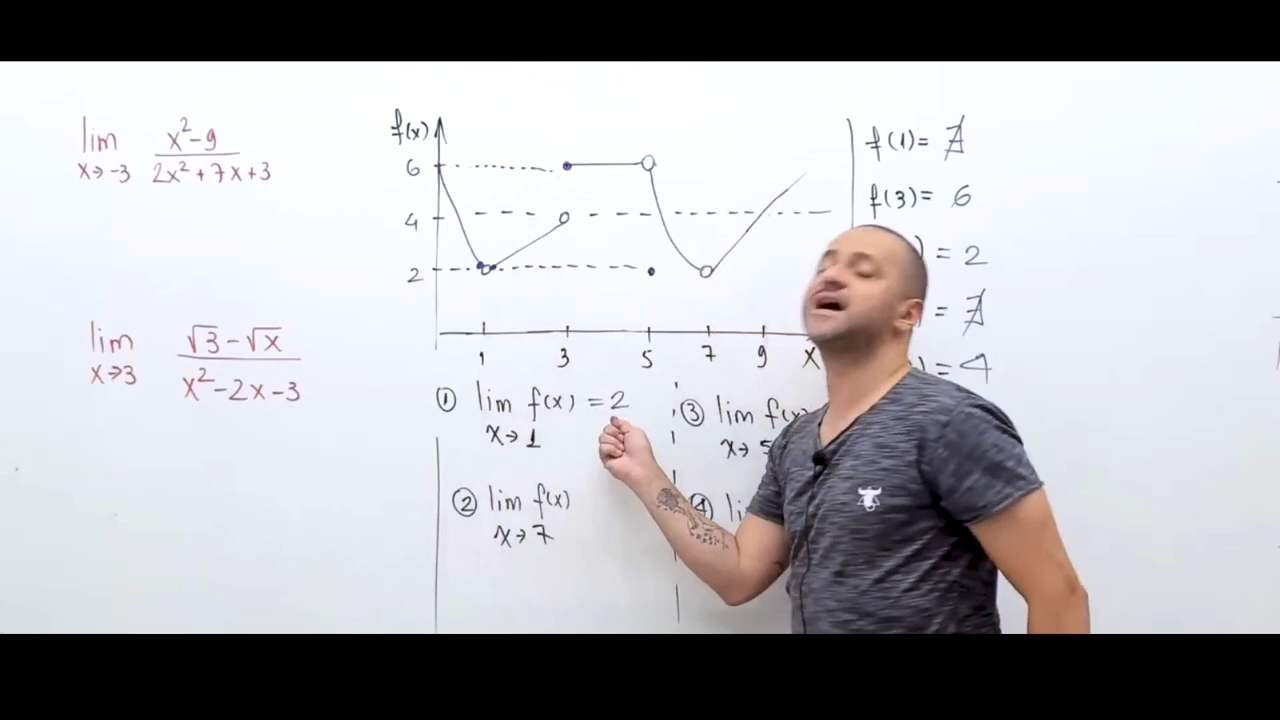 lim x→-3 (x²-9)/(2x²+7x+3)
lim x→3 (√3-√x)/(x²-2x-3)
f(x)
6
4
2
1 3 5 7 9 X
① lim f(x) = 2
x→1
② lim f(x)
x→7
③ lim f(x)
x→5
④
f(1)= ∄
f(3)= 6
) = 2
= ∄
) = 4